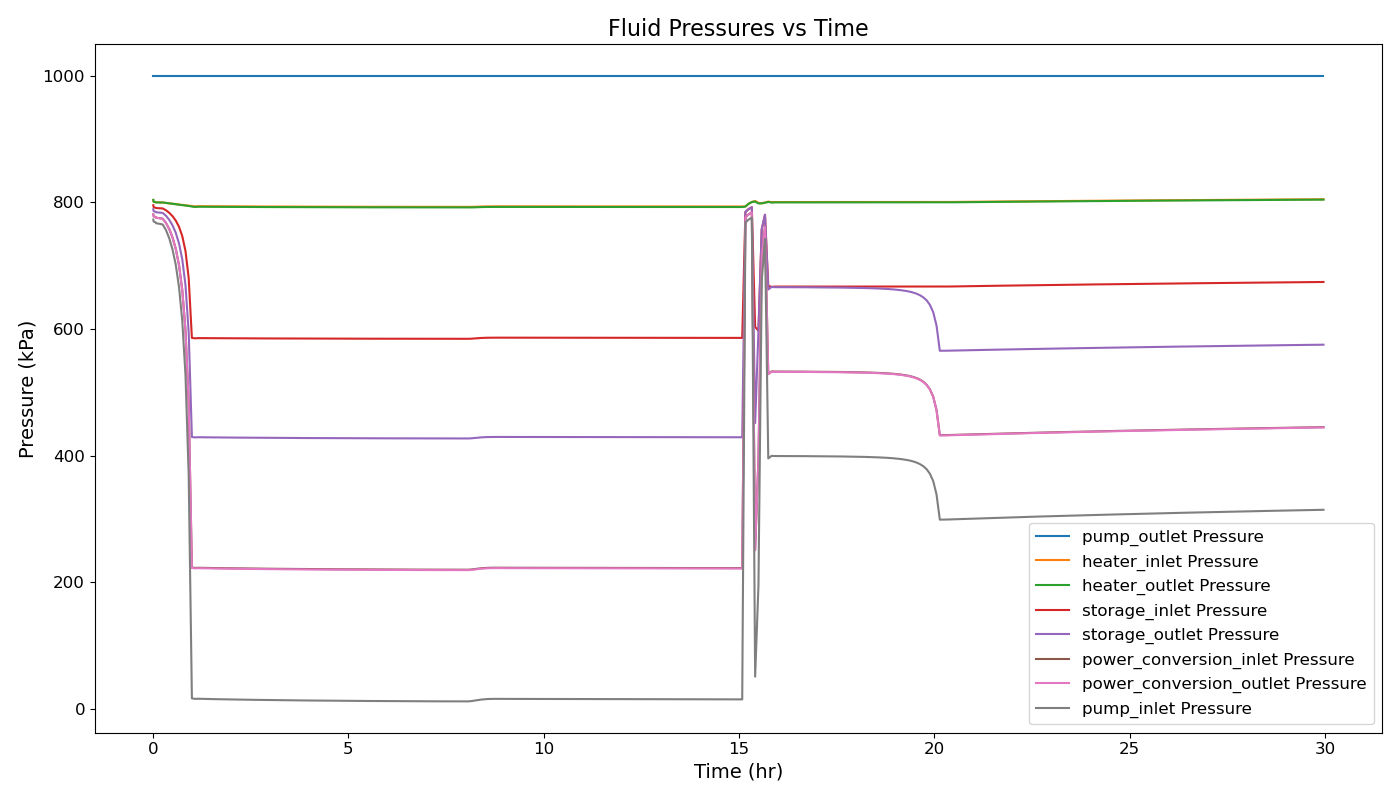 Fluid Pressures vs Time
Pressure (kPa)
1000
800
600
400
200
0
0 5 10 15 20 25 30
Time (hr)
pump_outlet Pressure
heater_inlet Pressure
heater_outlet Pressure
storage_inlet Pressure
storage_outlet Pressure
power_conversion_inlet Pressure
power_conversion_outlet Pressure
pump_inlet Pressure